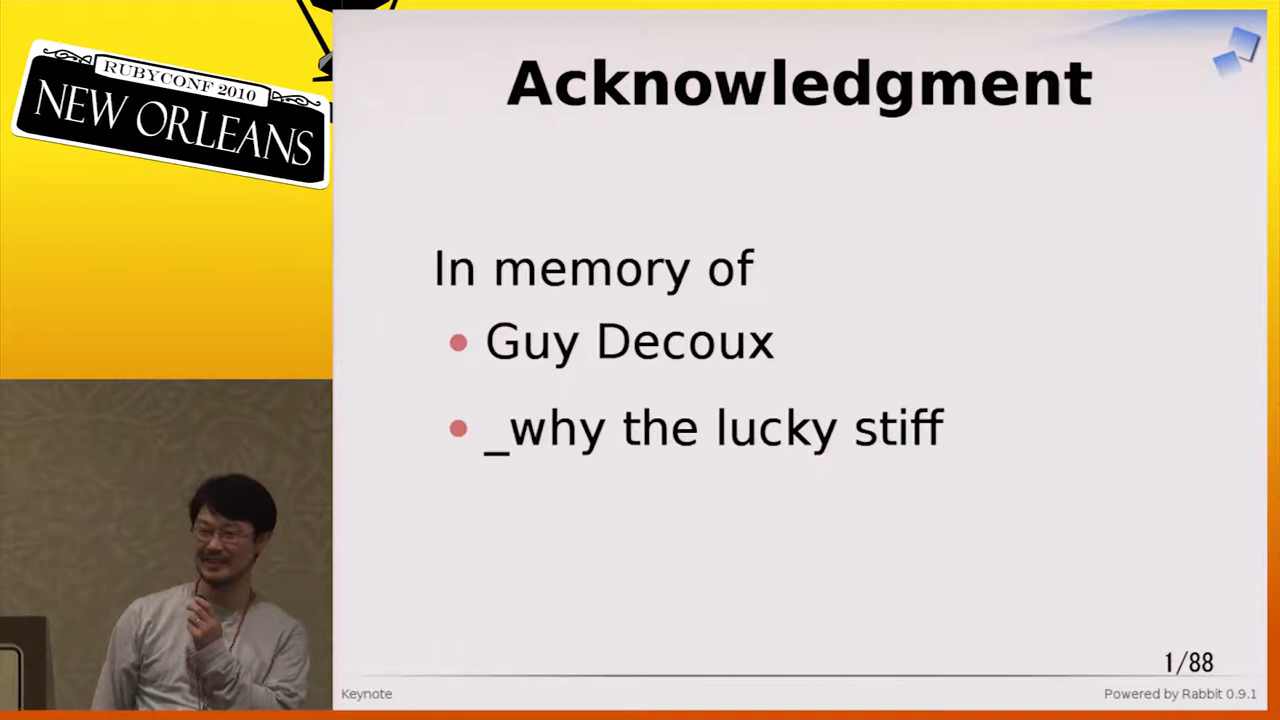 RUBYCONF 2010
NEW ORLEANS
Acknowledgment
In memory of
• Guy Decoux
• _why the lucky stiff
1/88
Keynote
Powered by Rabbit 0.9.1